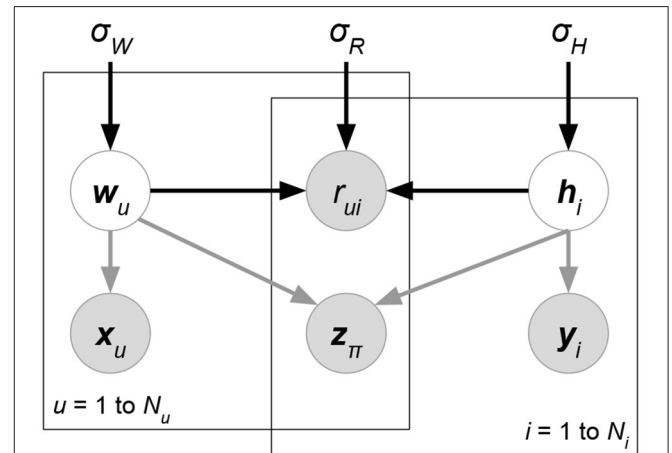 σ_W σ_R σ_H
w_u r_ui h_i
x_u z_π y_i
u = 1 to N_u
i = 1 to N_i